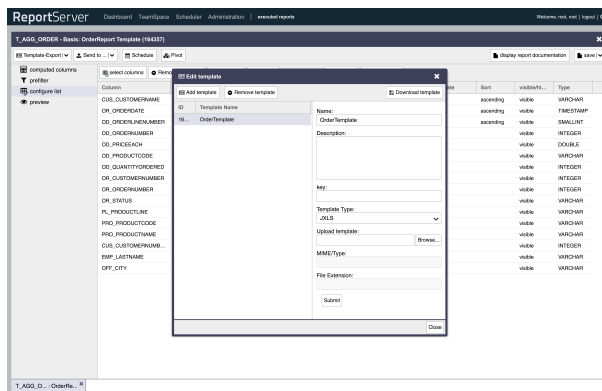 ReportServer Dashboard TeamSpace Scheduler Administration executed reports Welcome, root, root | logout |
T_AGG_ORDER - Basis: OrderReport Template (164357)
Template-Export Send to ... Schedule Pivot display report documentation save
computed columns
prefilter
configure list
preview
select columns
Column Sort visible/hi... Type
CUS_CUSTOMERNAME ascending visible VARCHAR
OR_ORDERDATE ascending visible TIMESTAMP
OD_ORDERLINENUMBER ascending visible SMALLINT
OD_ORDERNUMBER visible INTEGER
OD_PRICEEACH visible DOUBLE
OD_PRODUCTCODE visible VARCHAR
OD_QUANTITYORDERED visible INTEGER
OR_CUSTOMERNUMBER visible INTEGER
OR_ORDERNUMBER visible INTEGER
OR_STATUS visible VARCHAR
PL_PRODUCTLINE visible VARCHAR
PRO_PRODUCTCODE visible VARCHAR
PRO_PRODUCTNAME visible VARCHAR
CUS_CUSTOMERNUMB... visible INTEGER
EMP_LASTNAME visible VARCHAR
OFF_CITY visible VARCHAR
Edit template
Add template Remove template Download template
ID Template Name
16... OrderTemplate
Name:
OrderTemplate
Description:
key:
Template Type:
JXLS
Upload template:
Browse...
MIME/Type:
File Extension:
Submit
Close
T_AGG_O... : OrderRe...